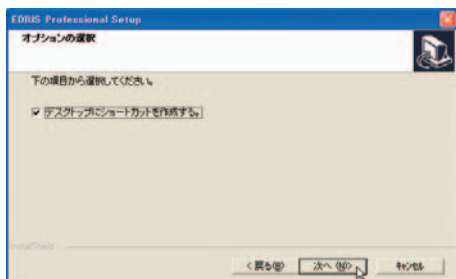 EDIUS Professional Setup
オプションの選択
下の項目から選択してください。
デスクトップにショートカットを作成する。
InstallShield
< 戻る(B) 次へ (N)> キャンセル